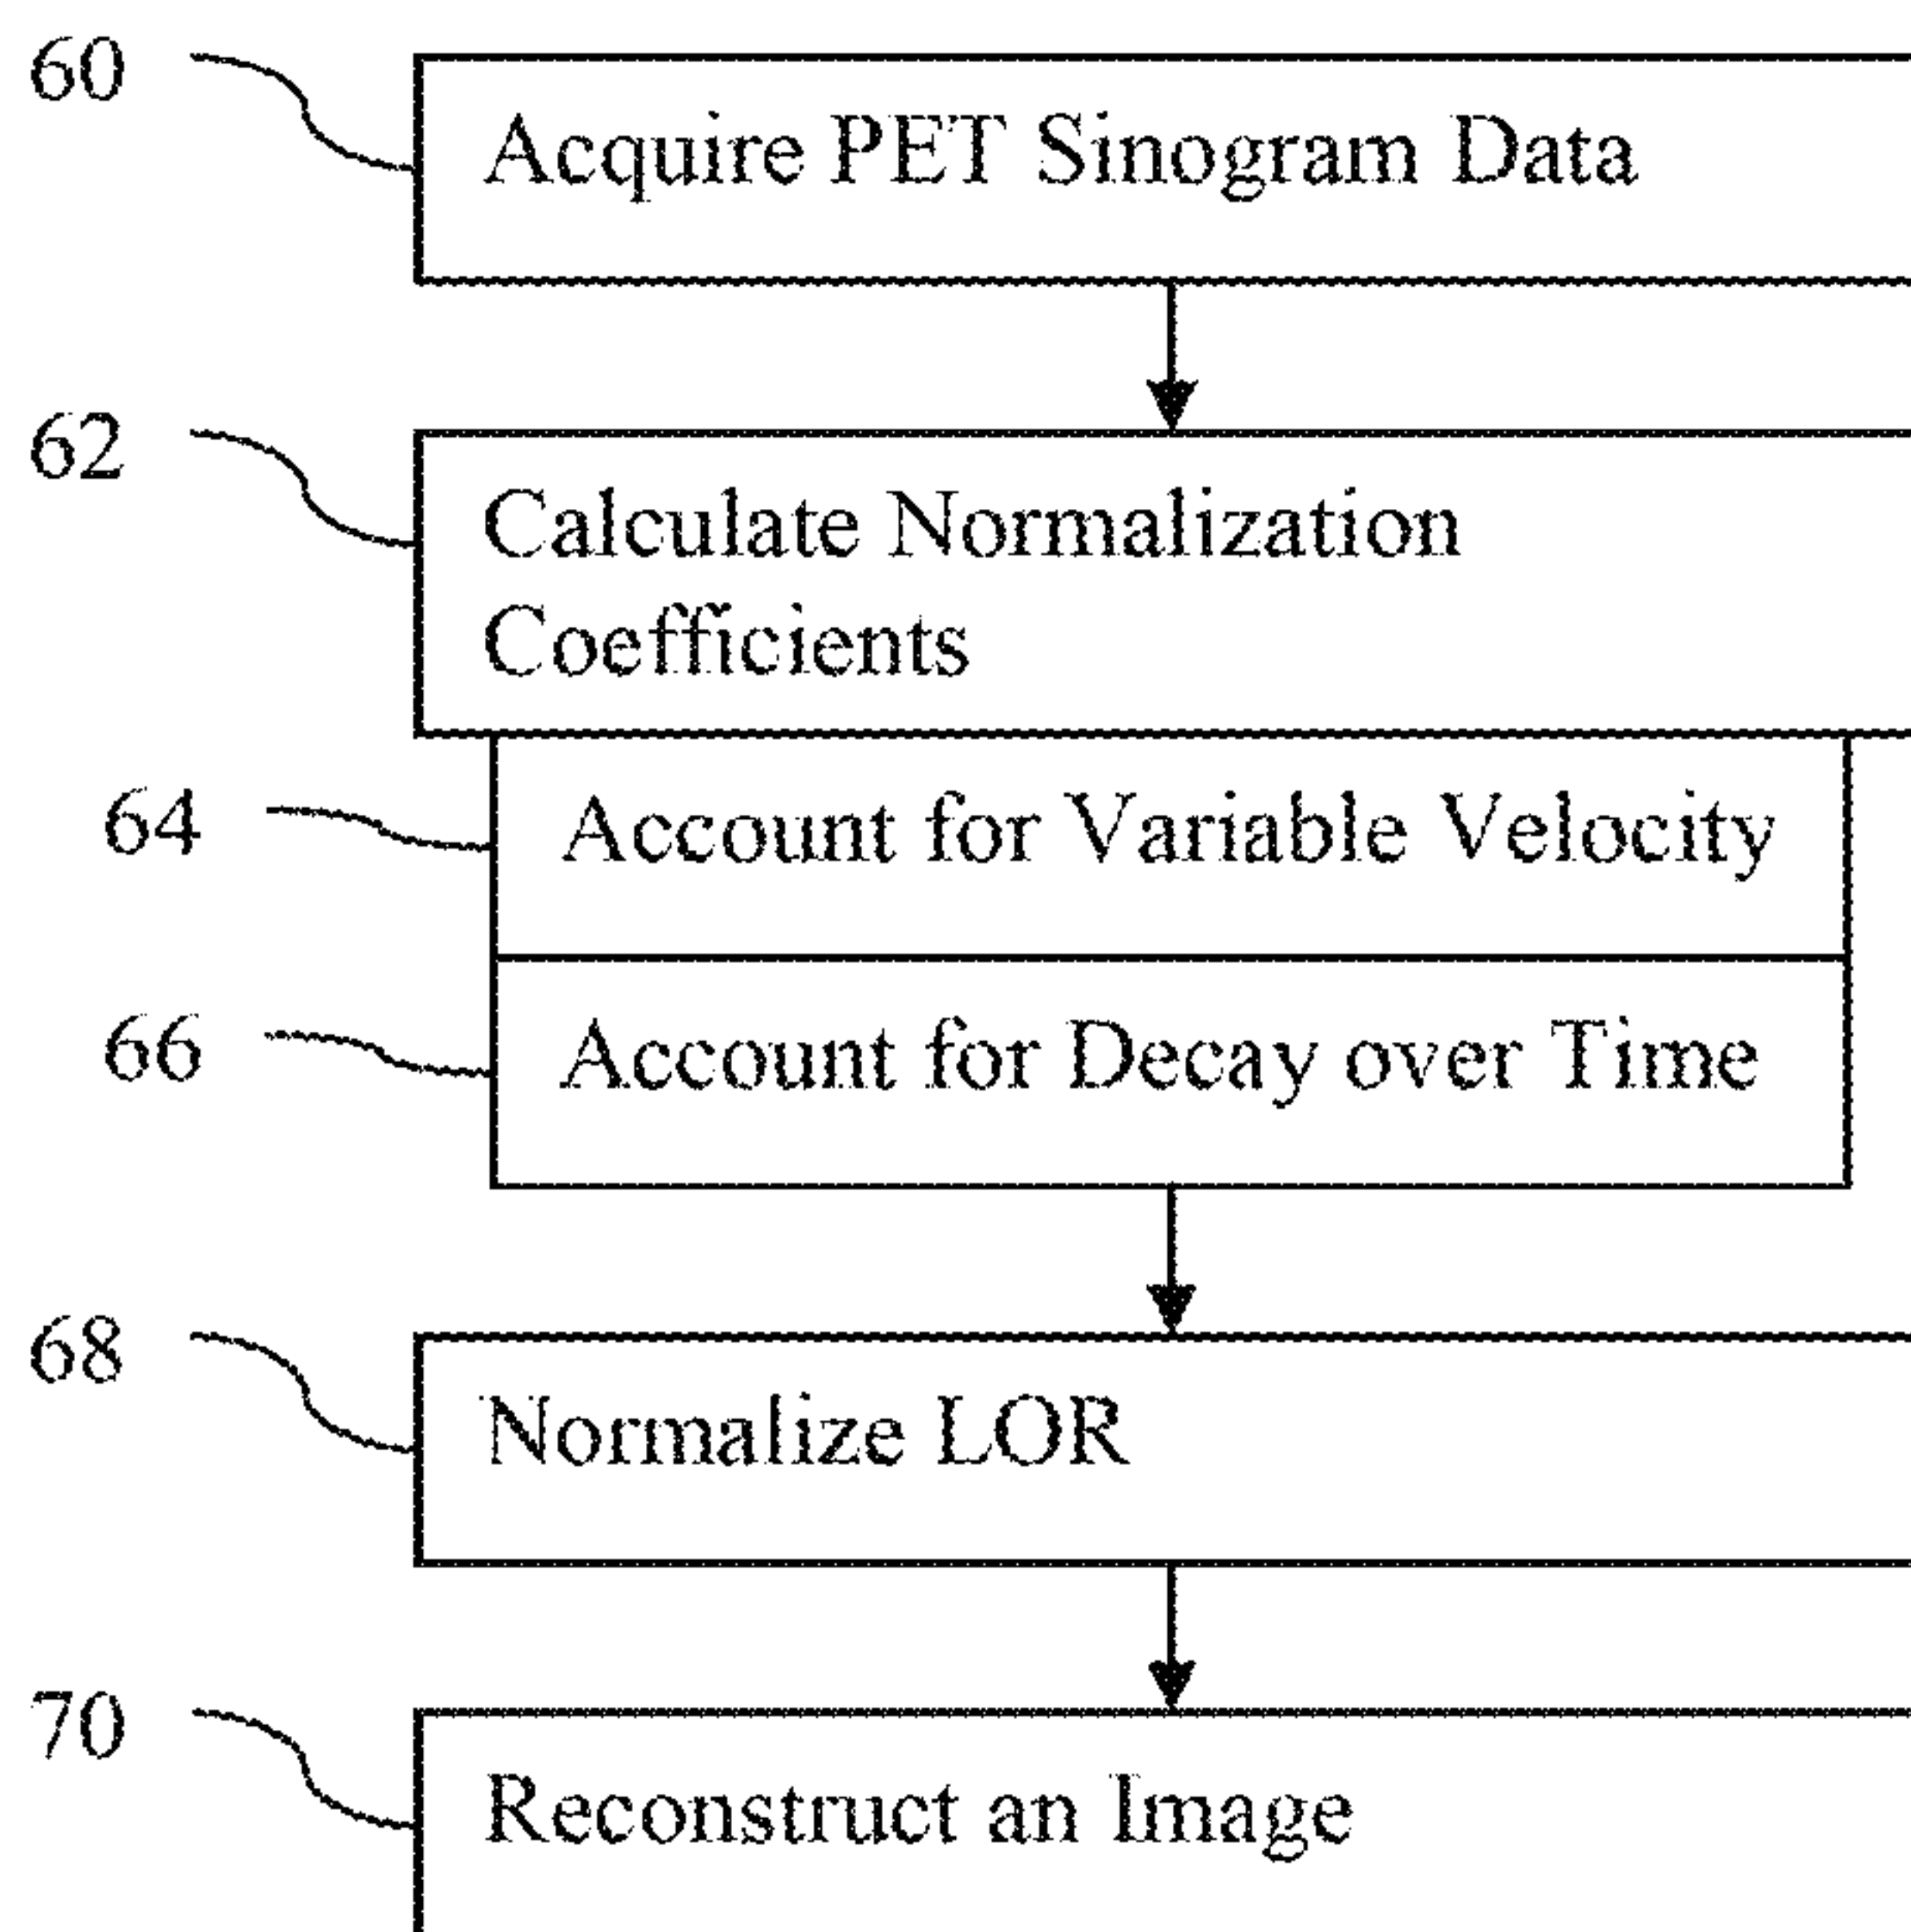 60
Acquire PET Sinogram Data
62
Calculate Normalization
Coefficients
64
Account for Variable Velocity
66
Account for Decay over Time
68
Normalize LOR
70
Reconstruct an Image